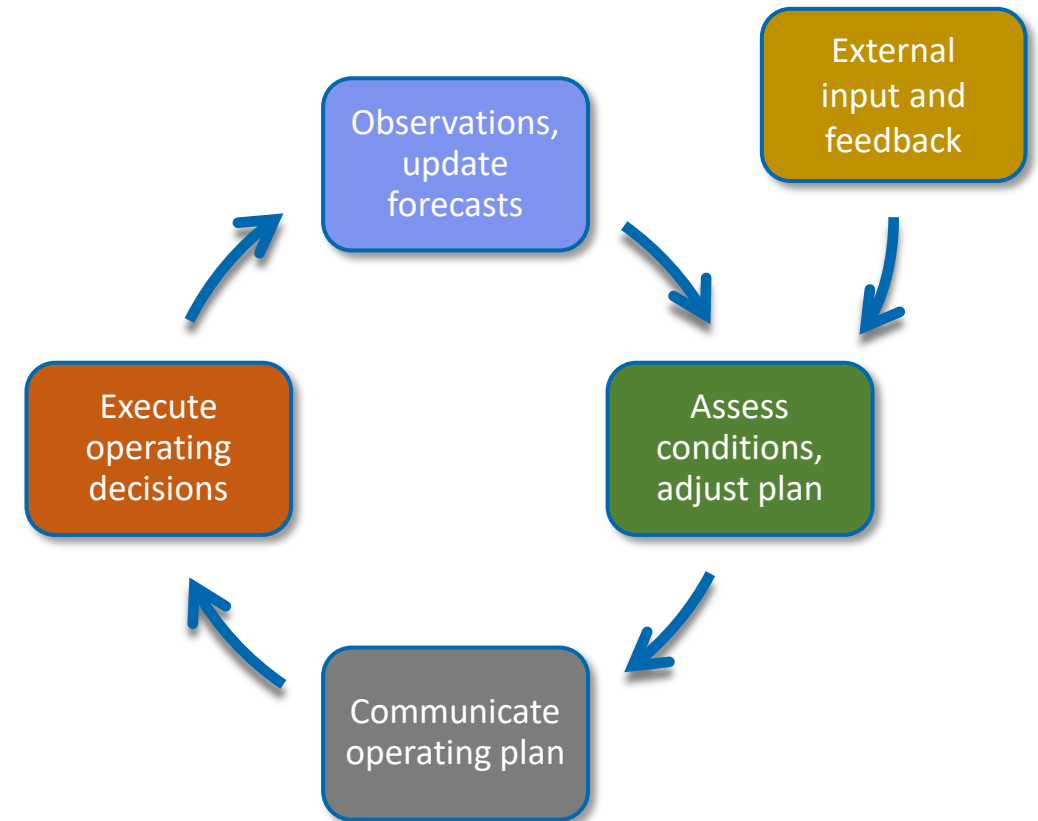 External
input and
feedback
Observations,
update
forecasts
Assess
conditions,
adjust plan
Communicate
operating plan
Execute
operating
decisions